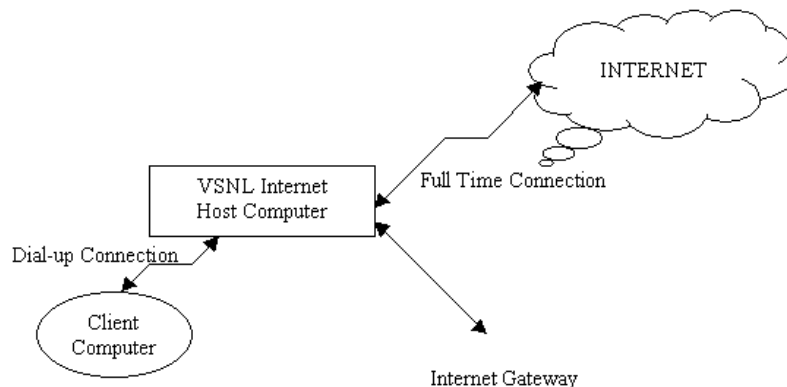 INTERNET
VSNL Internet
Host Computer
Full Time Connection
Dial-up Connection
Client
Computer
Internet Gateway